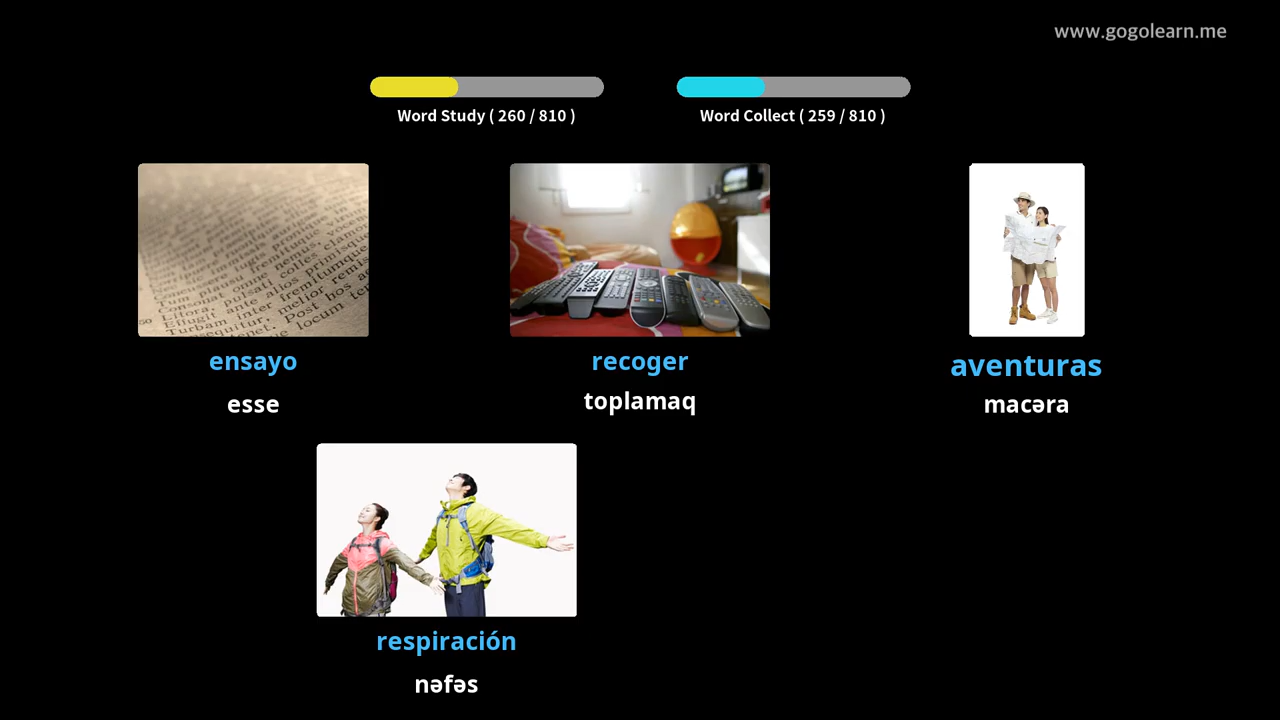 www.gogolearn.me
Word Study ( 260 / 810 )
Word Collect ( 259 / 810 )
ensayo
esse
recoger
toplamaq
aventuras
macəra
respiración
nəfəs